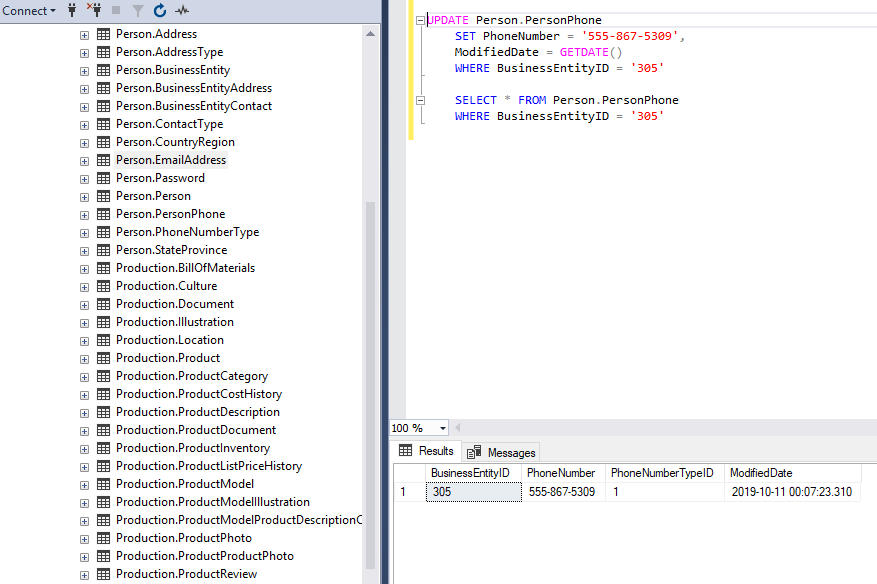 Connect
Person.Address
Person.AddressType
Person.BusinessEntity
Person.BusinessEntityAddress
Person.BusinessEntityContact
Person.ContactType
Person.CountryRegion
Person.EmailAddress
Person.Password
Person.Person
Person.PersonPhone
Person.PhoneNumberType
Person.StateProvince
Production.BillOfMaterials
Production.Culture
Production.Document
Production.Illustration
Production.Location
Production.Product
Production.ProductCategory
Production.ProductCostHistory
Production.ProductDescription
Production.ProductDocument
Production.ProductInventory
Production.ProductListPriceHistory
Production.ProductModel
Production.ProductModelIllustration
Production.ProductModelProductDescriptionC
Production.ProductPhoto
Production.ProductProductPhoto
Production.ProductReview
UPDATE Person.PersonPhone
SET PhoneNumber = '555-867-5309',
ModifiedDate = GETDATE()
WHERE BusinessEntityID = '305'
SELECT * FROM Person.PersonPhone
WHERE BusinessEntityID = '305'
100 %
Results Messages
BusinessEntityID PhoneNumber PhoneNumberTypeID ModifiedDate
1 305 555-867-5309 1 2019-10-11 00:07:23.310